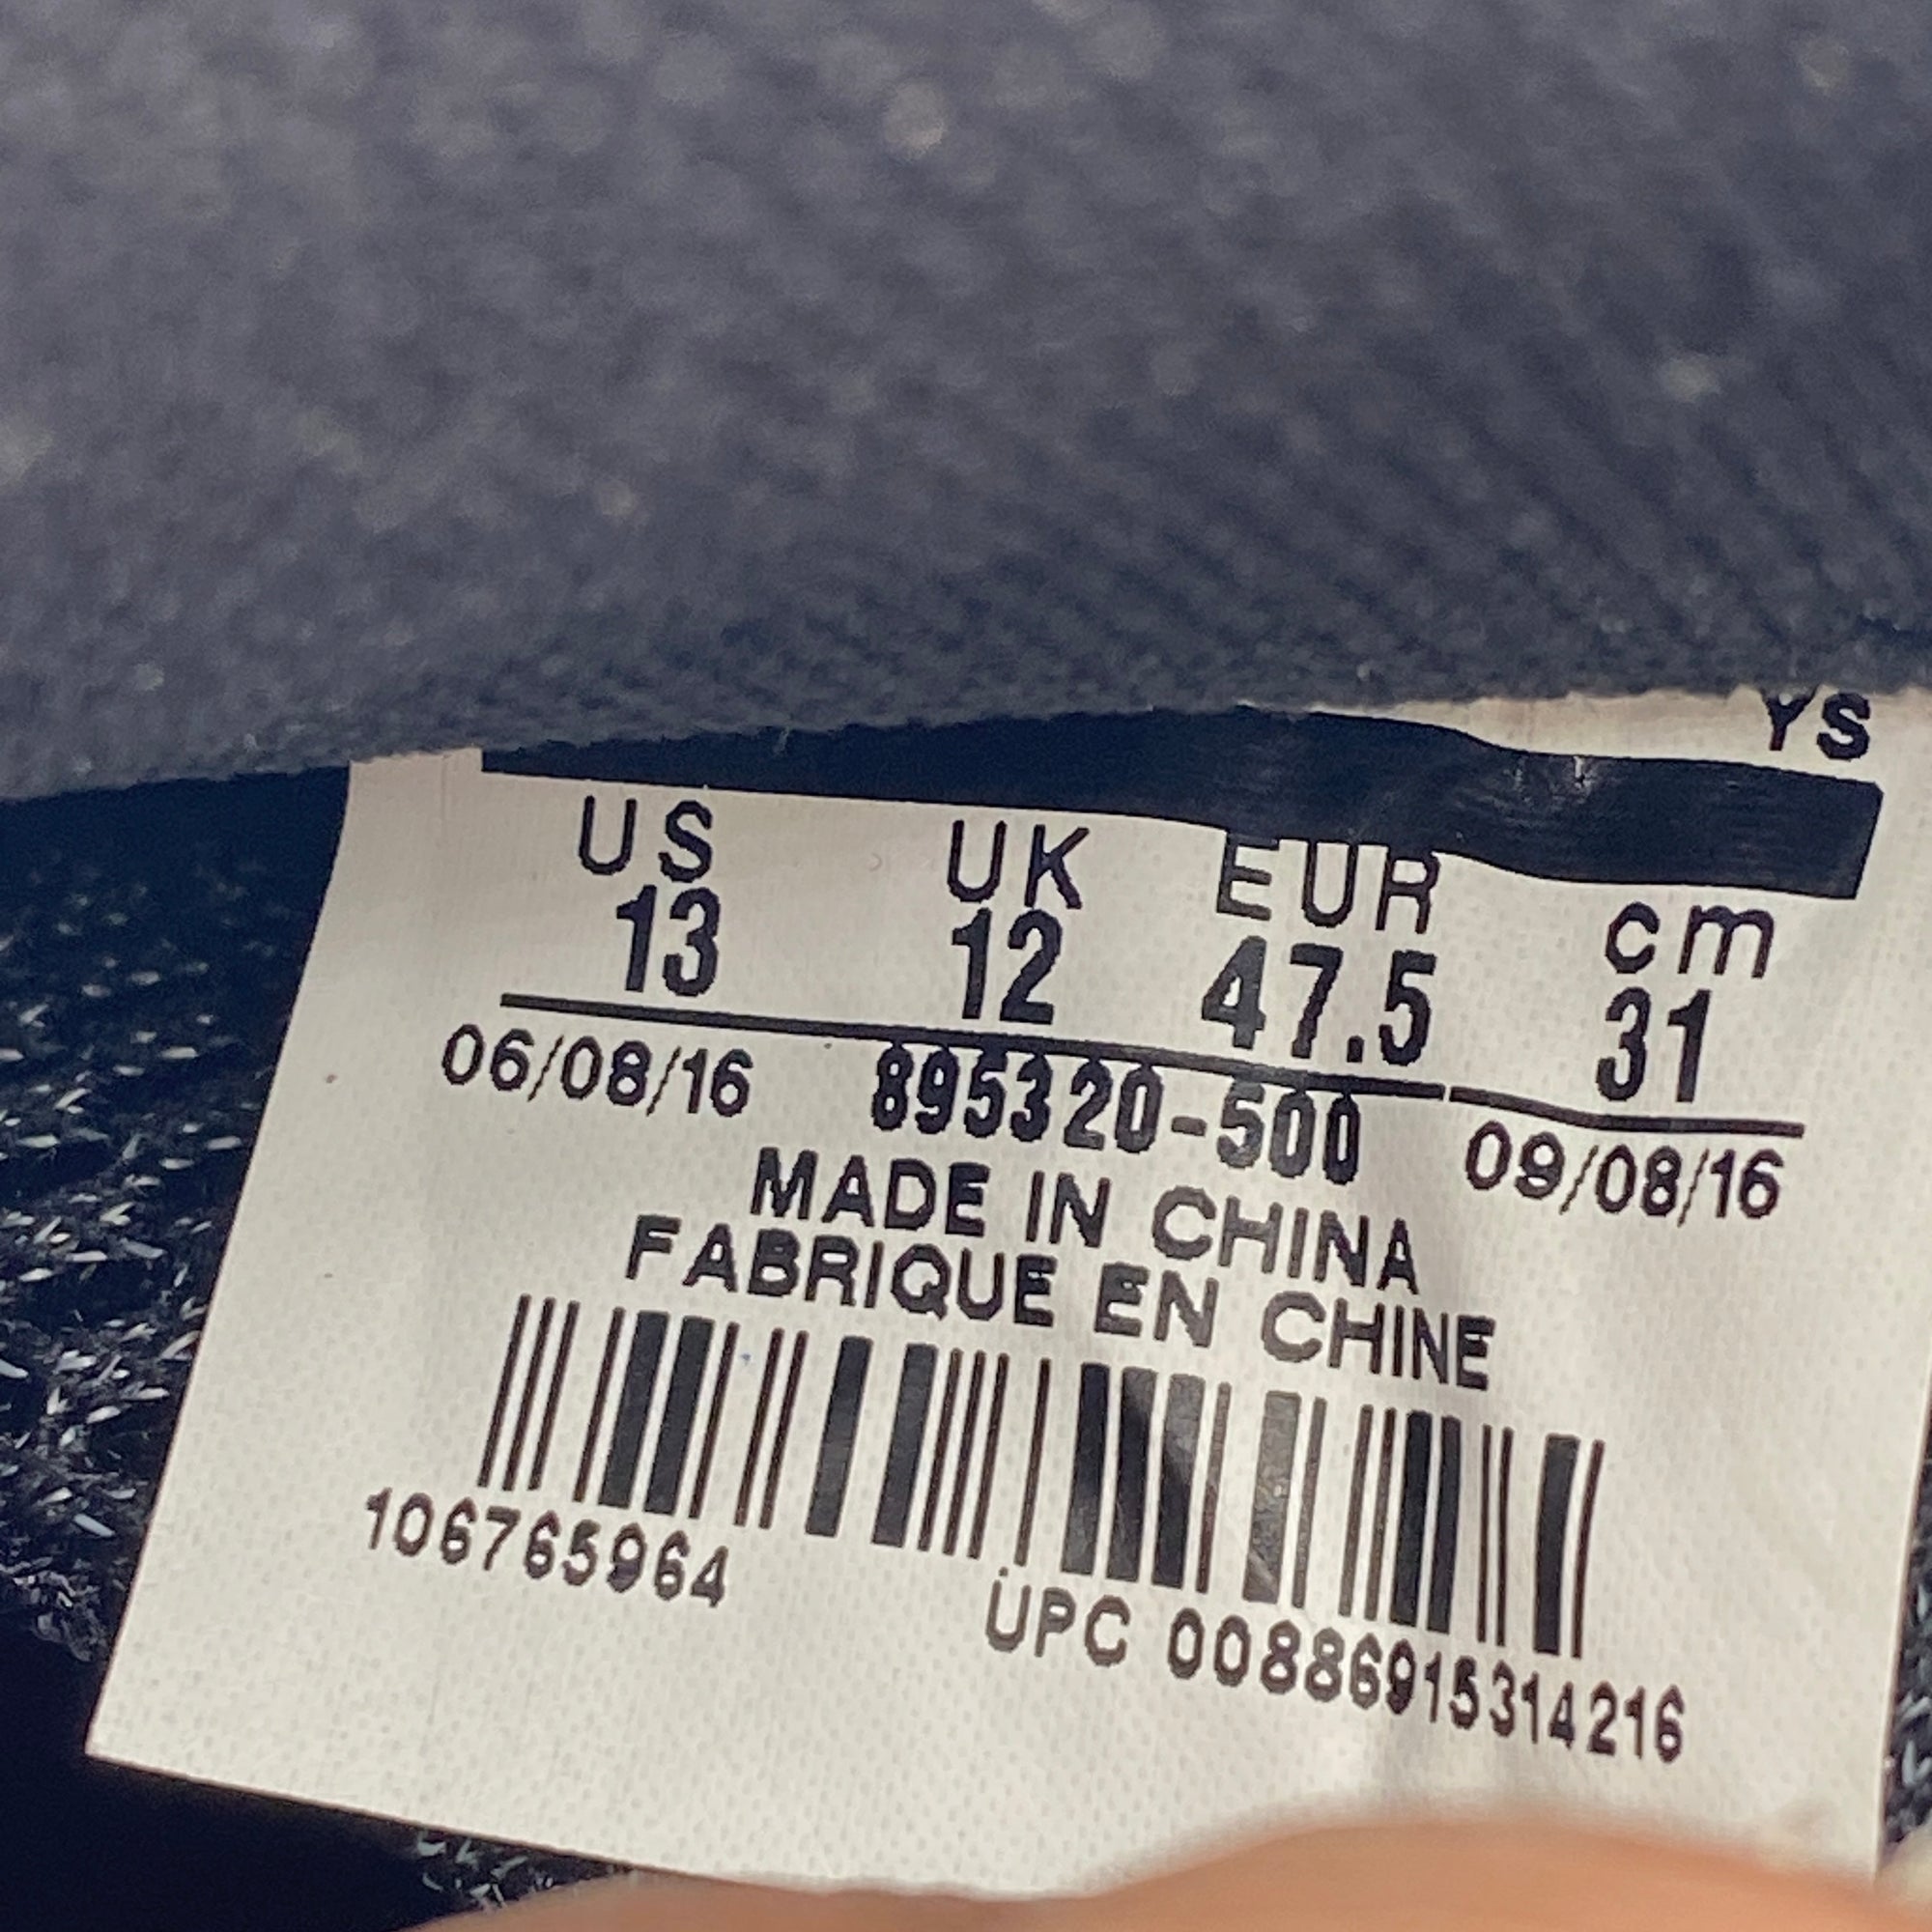 YS
US UK EUR cm
13 12 47.5 31
06/08/16 895320-500 09/08/16
MADE IN CHINA
FABRIQUE EN CHINE
106765964
UPC 00886915314216